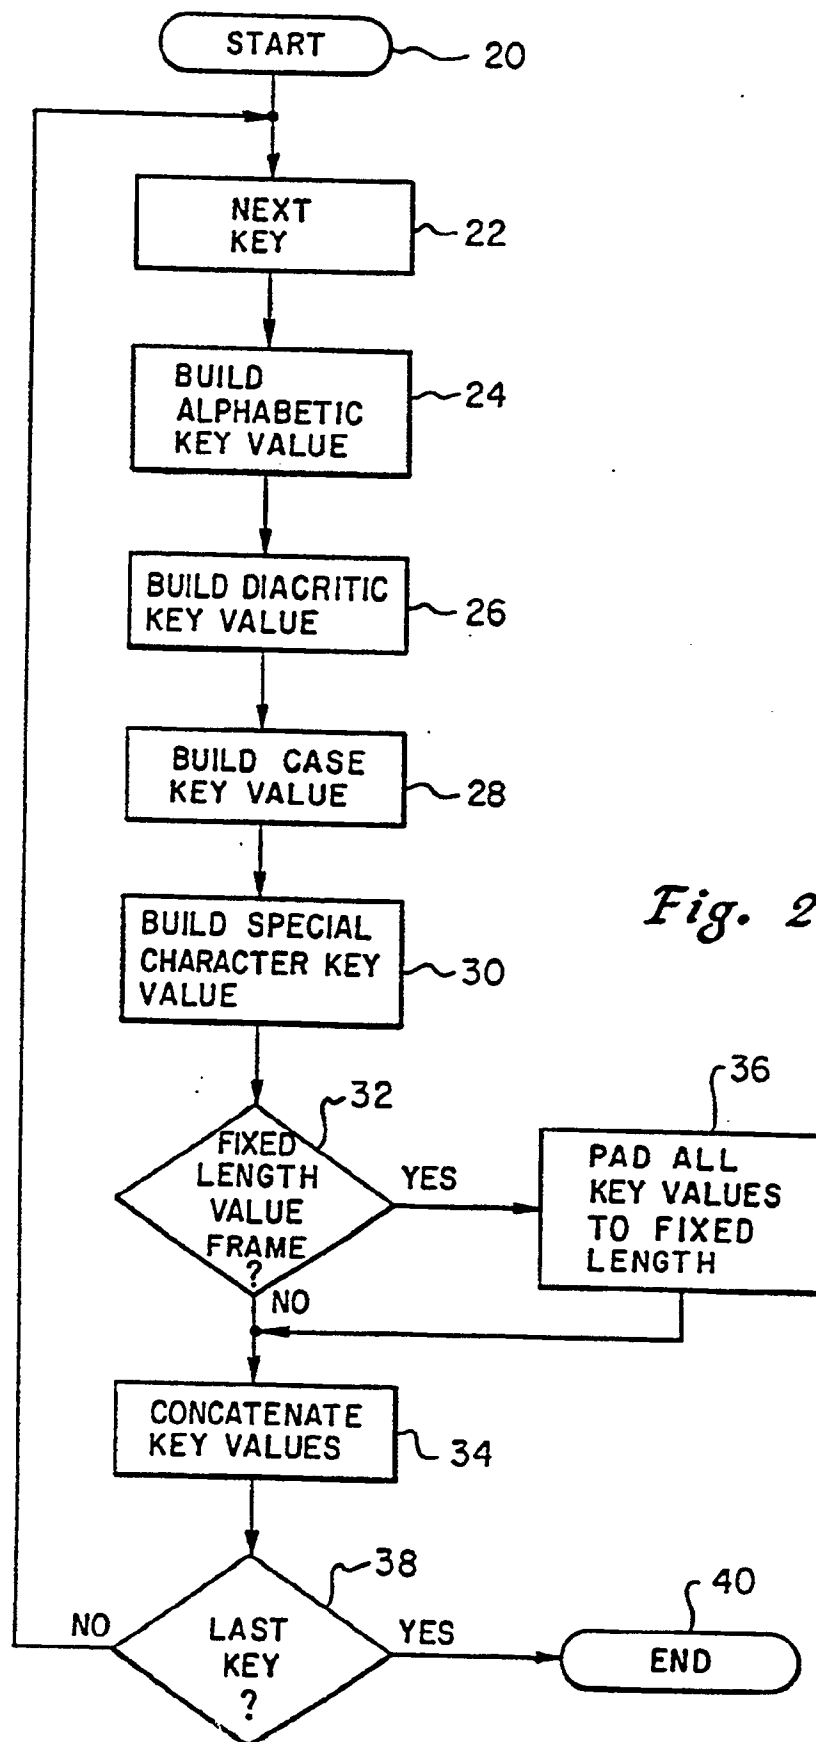 START
20
NEXT
KEY
22
BUILD
ALPHABETIC
KEY VALUE
24
BUILD DIACRITIC
KEY VALUE
26
BUILD CASE
KEY VALUE
28
BUILD SPECIAL
CHARACTER KEY
VALUE
30
Fig. 2
32
FIXED
LENGTH
VALUE
FRAME
?
YES
NO
36
PAD ALL
KEY VALUES
TO FIXED
LENGTH
CONCATENATE
KEY VALUES
34
38
LAST
KEY
?
NO
YES
40
END